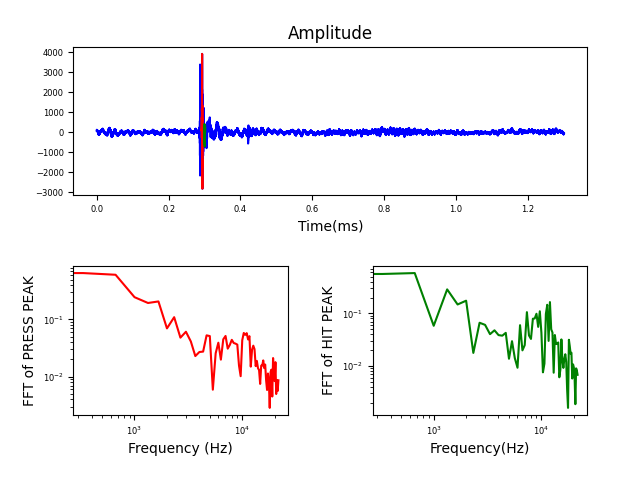 Amplitude
4000
3000
2000
1000
0
−1000
−2000
−3000
0.0 0.2 0.4 0.6 0.8 1.0 1.2
Time(ms)
FFT of PRESS PEAK
10⁻¹
10⁻²
10³ 10⁴
Frequency (Hz)
FFT of HIT PEAK
10⁻¹
10⁻²
10³ 10⁴
Frequency(Hz)